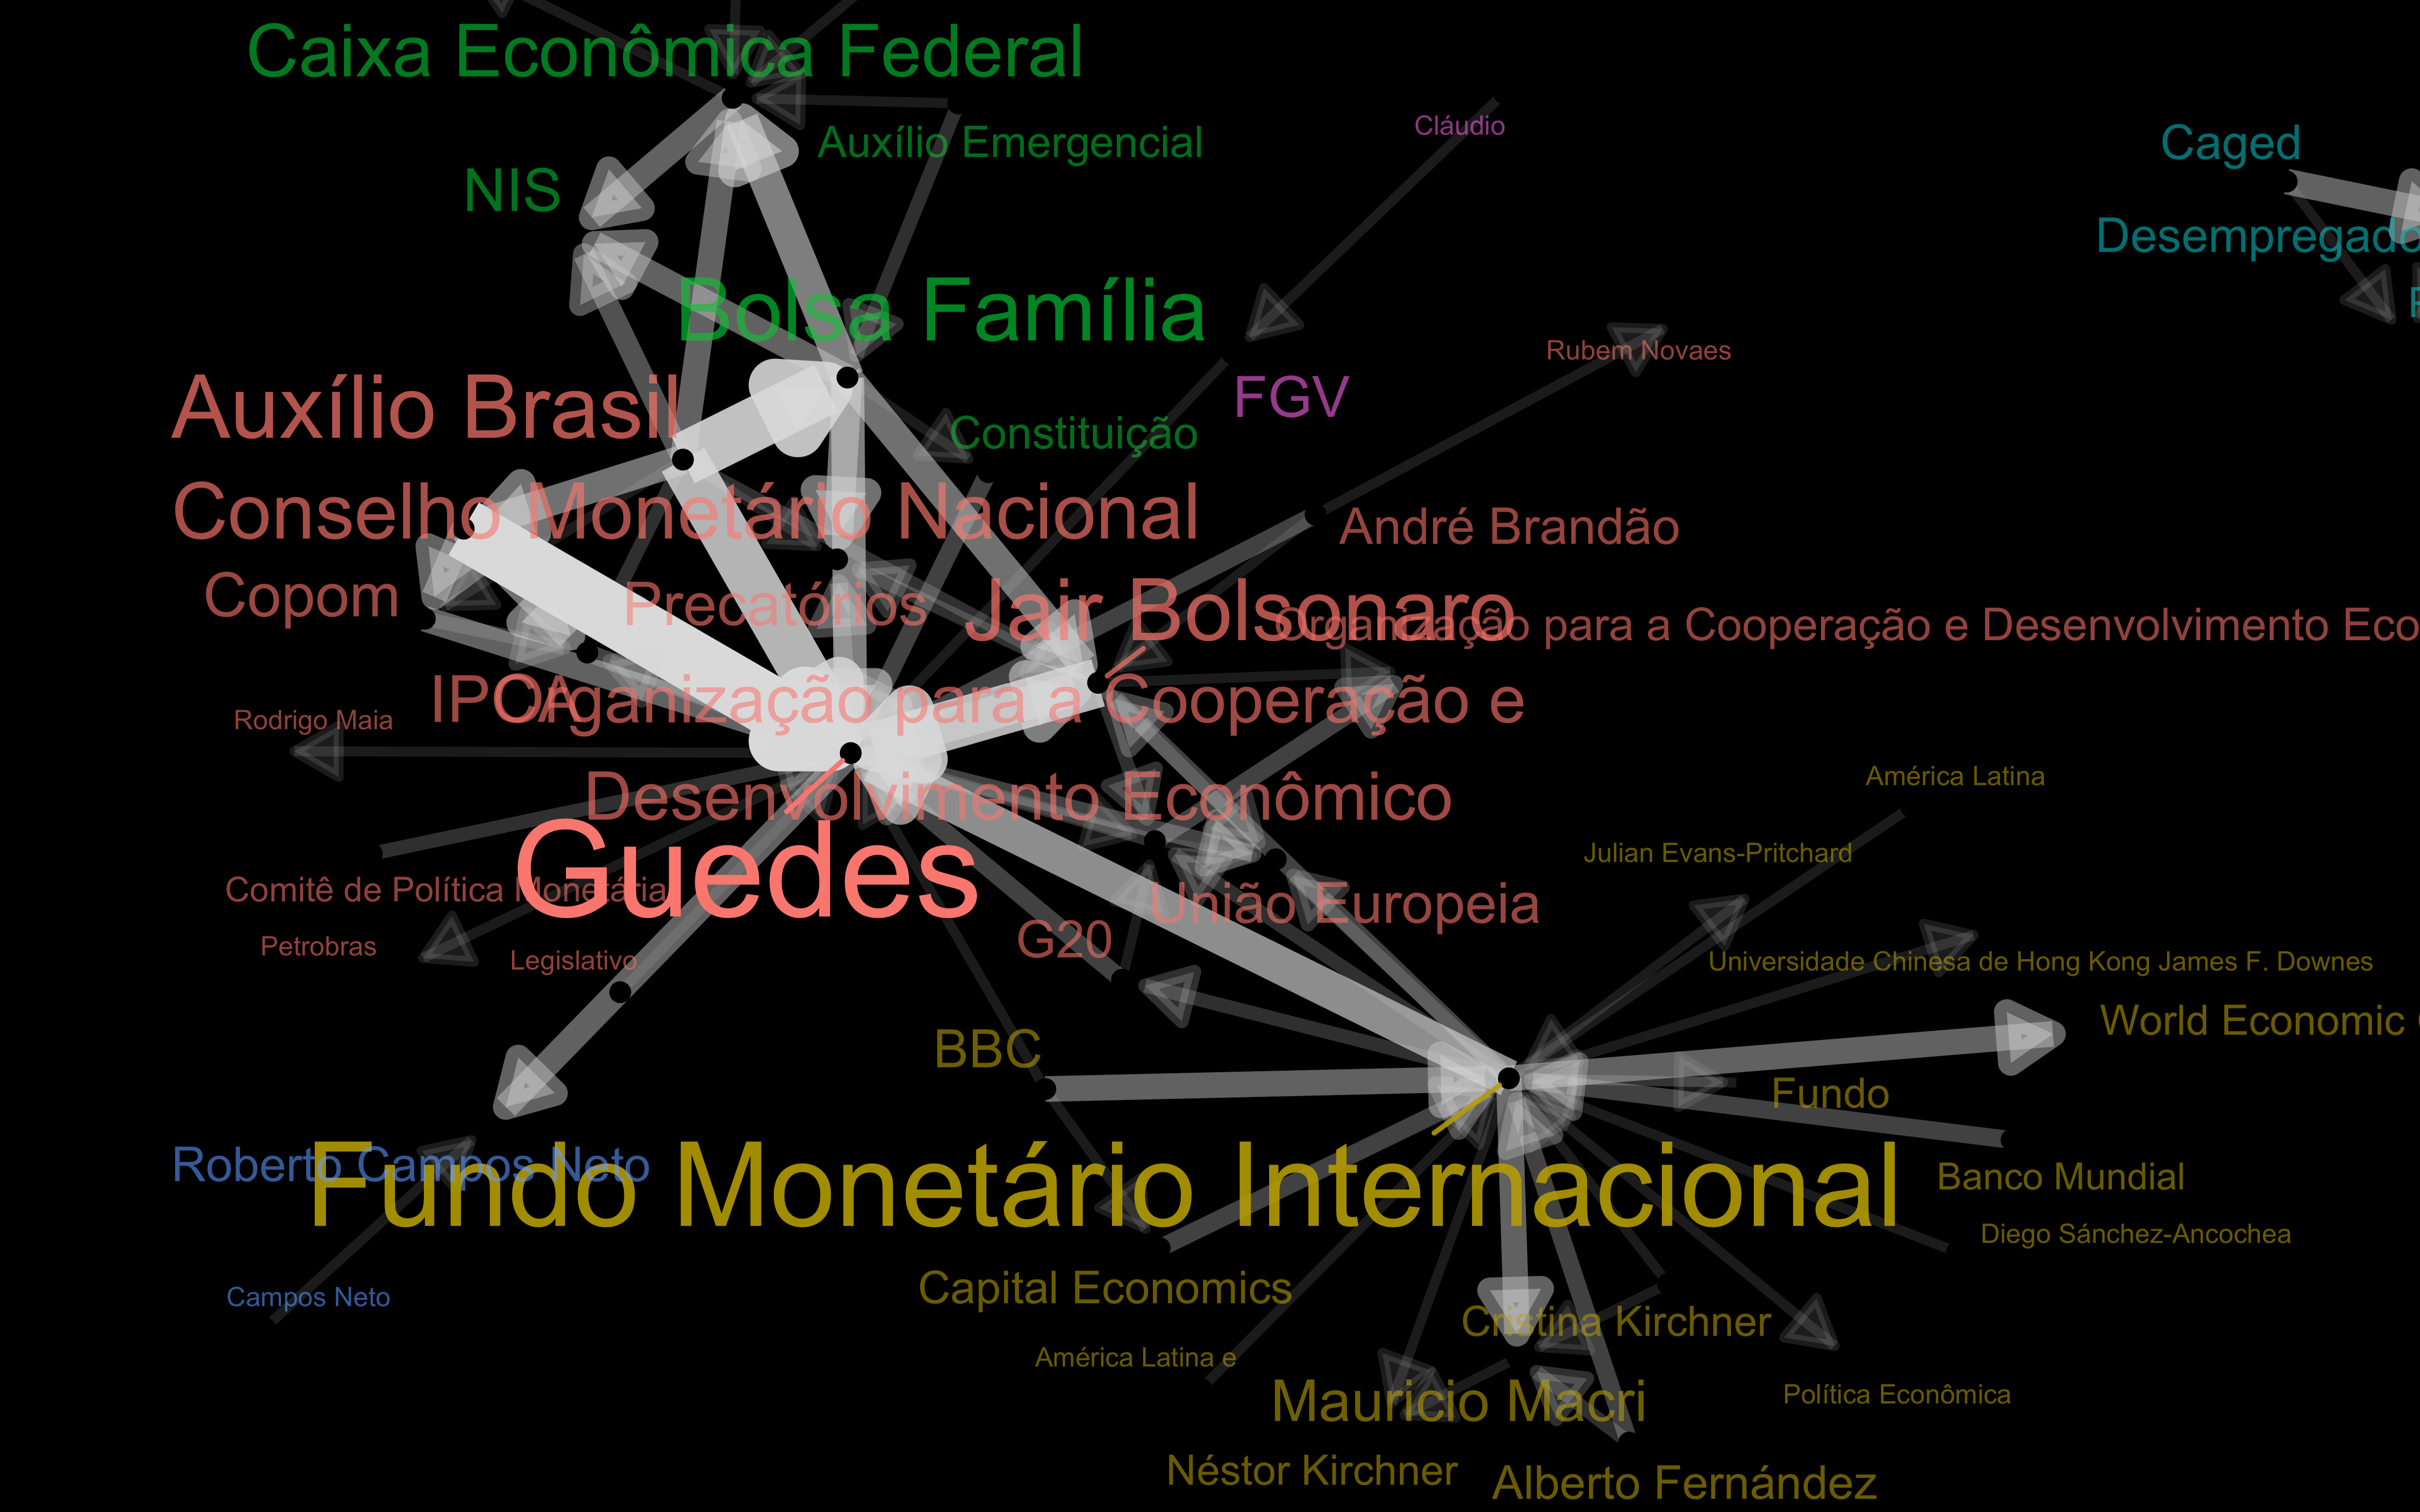 Caixa Econômica Federal
Auxílio Emergencial
Cláudio
Caged
NIS
Desempregado
Bolsa Família
Rubem Novaes
Auxílio Brasil
FGV
Constituição
Conselho Monetário Nacional
André Brandão
Copom
Precatórios
Jair Bolsonaro
Organização para a Cooperação e Desenvolvimento Eco
IPCA
Organização para a Cooperação e
Desenvolvimento Econômico
Rodrigo Maia
América Latina
Guedes
Julian Evans-Pritchard
Comitê de Política Monetária
União Europeia
G20
Petrobras
Legislativo
Universidade Chinesa de Hong Kong James F. Downes
World Economic
BBC
Fundo
Roberto Campos Neto
Fundo Monetário Internacional
Banco Mundial
Diego Sánchez-Ancochea
Campos Neto
Capital Economics
Cristina Kirchner
América Latina e
Mauricio Macri
Política Econômica
Néstor Kirchner
Alberto Fernández